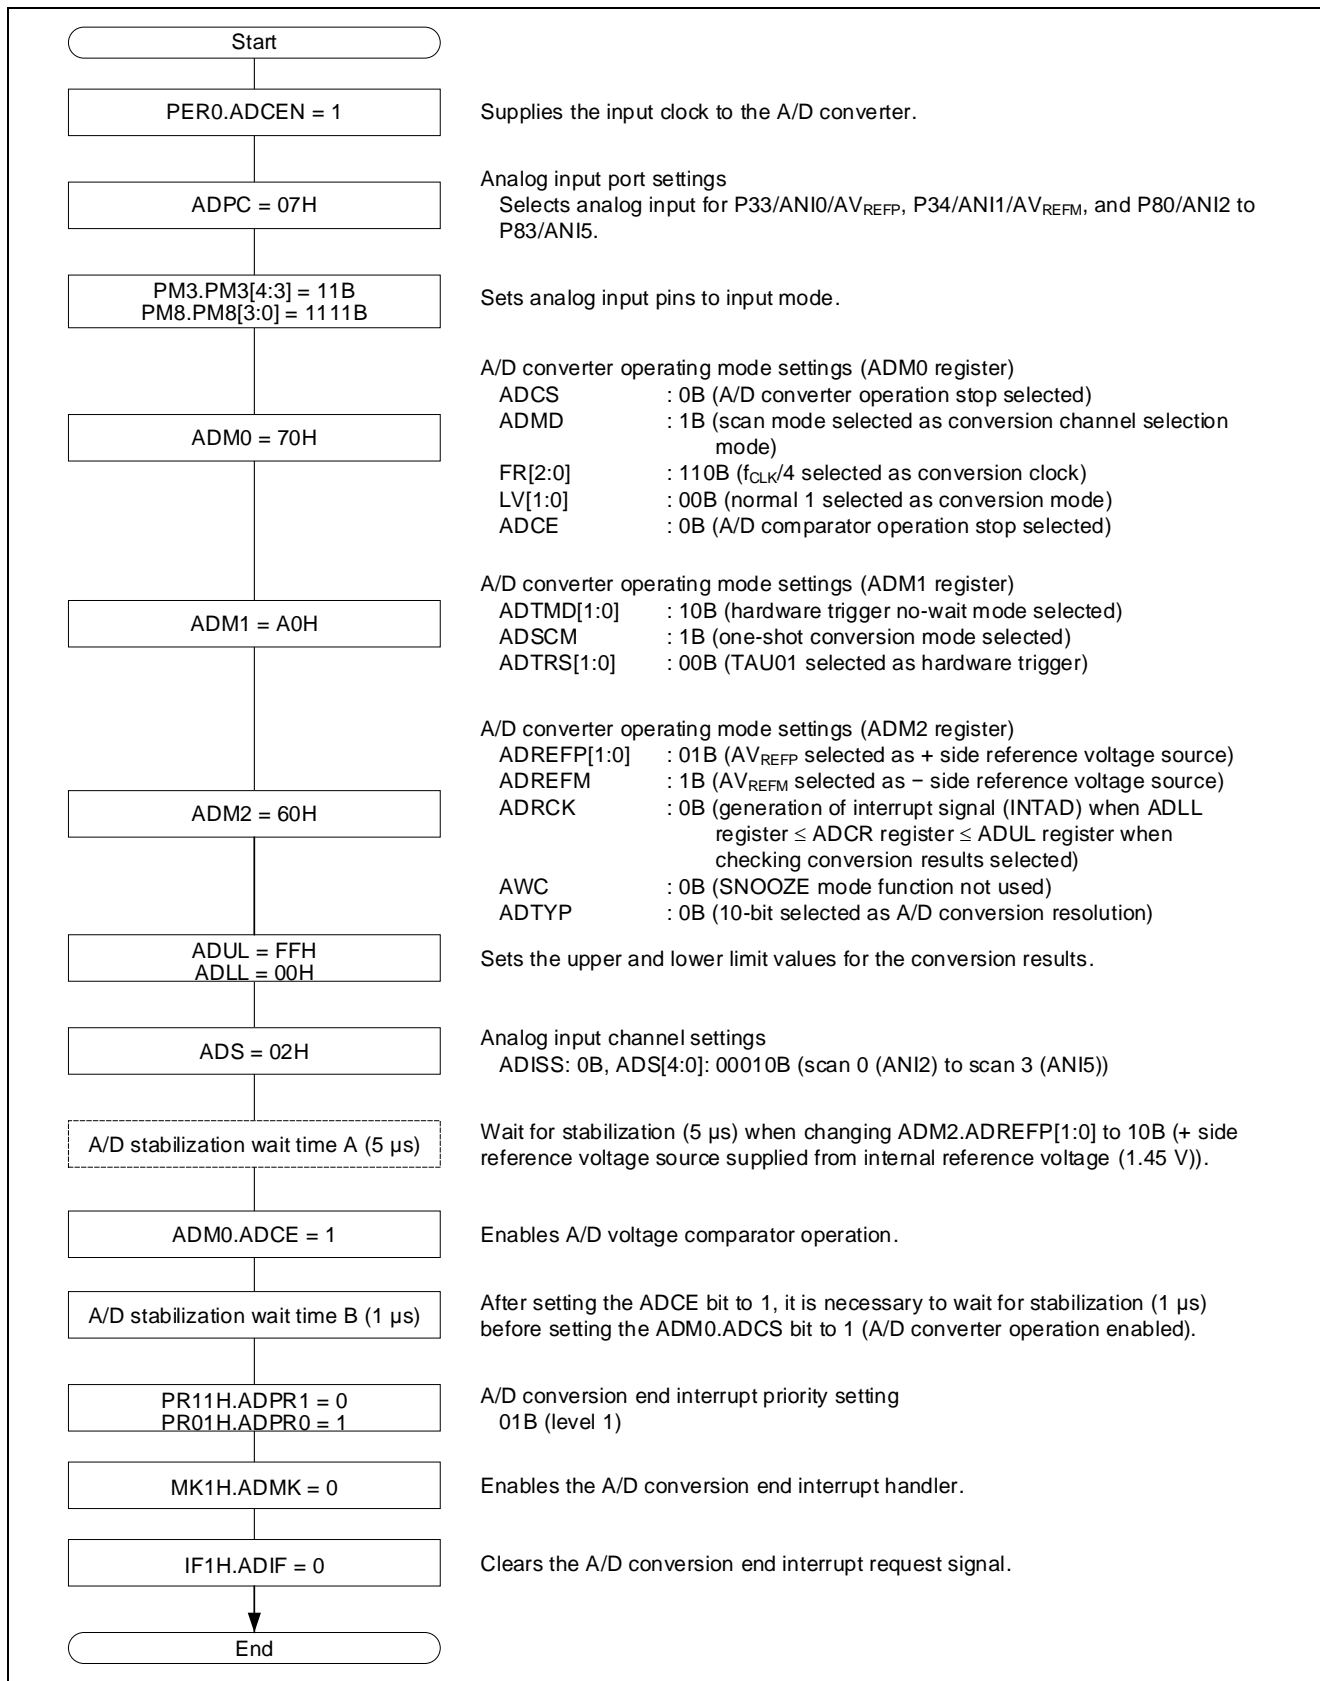 Start
PER0.ADCEN = 1
Supplies the input clock to the A/D converter.
ADPC = 07H
Analog input port settings
Selects analog input for P33/ANI0/AVREFP, P34/ANI1/AVREFM, and P80/ANI2 to
P83/ANI5.
PM3.PM3[4:3] = 11B
PM8.PM8[3:0] = 1111B
Sets analog input pins to input mode.
ADM0 = 70H
A/D converter operating mode settings (ADM0 register)
ADCS : 0B (A/D converter operation stop selected)
ADMD : 1B (scan mode selected as conversion channel selection
mode)
FR[2:0] : 110B (fCLK/4 selected as conversion clock)
LV[1:0] : 00B (normal 1 selected as conversion mode)
ADCE : 0B (A/D comparator operation stop selected)
ADM1 = A0H
A/D converter operating mode settings (ADM1 register)
ADTMD[1:0] : 10B (hardware trigger no-wait mode selected)
ADSCM : 1B (one-shot conversion mode selected)
ADTRS[1:0] : 00B (TAU01 selected as hardware trigger)
ADM2 = 60H
A/D converter operating mode settings (ADM2 register)
ADREFP[1:0] : 01B (AVREFP selected as + side reference voltage source)
ADREFM : 1B (AVREFM selected as − side reference voltage source)
ADRCK : 0B (generation of interrupt signal (INTAD) when ADLL
register ≤ ADCR register ≤ ADUL register when
checking conversion results selected)
AWC : 0B (SNOOZE mode function not used)
ADTYP : 0B (10-bit selected as A/D conversion resolution)
ADUL = FFH
ADLL = 00H
Sets the upper and lower limit values for the conversion results.
ADS = 02H
Analog input channel settings
ADISS: 0B, ADS[4:0]: 00010B (scan 0 (ANI2) to scan 3 (ANI5))
A/D stabilization wait time A (5 µs)
Wait for stabilization (5 µs) when changing ADM2.ADREFP[1:0] to 10B (+ side
reference voltage source supplied from internal reference voltage (1.45 V)).
ADM0.ADCE = 1
Enables A/D voltage comparator operation.
A/D stabilization wait time B (1 µs)
After setting the ADCE bit to 1, it is necessary to wait for stabilization (1 µs)
before setting the ADM0.ADCS bit to 1 (A/D converter operation enabled).
PR11H.ADPR1 = 0
PR01H.ADPR0 = 1
A/D conversion end interrupt priority setting
01B (level 1)
MK1H.ADMK = 0
Enables the A/D conversion end interrupt handler.
IF1H.ADIF = 0
Clears the A/D conversion end interrupt request signal.
End